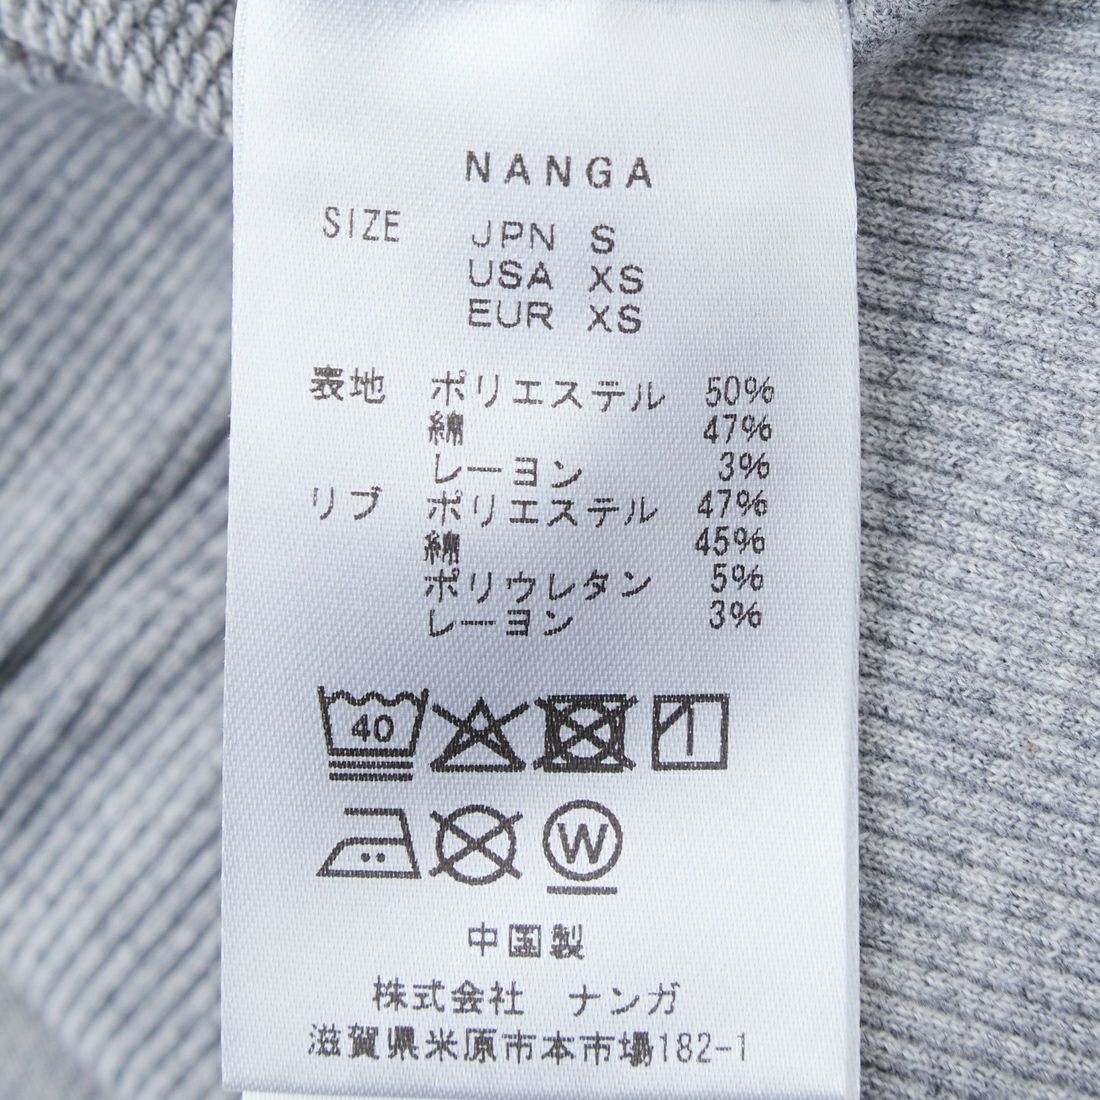 NANGA
SIZE JPN S
USA XS
EUR XS
表地 ポリエステル 50%
綿 47%
レーヨン 3%
リブ ポリエステル 47%
綿 45%
ポリウレタン 5%
レーヨン 3%
40
W
中国製
株式会社 ナンガ
滋賀県米原市本市場182-1